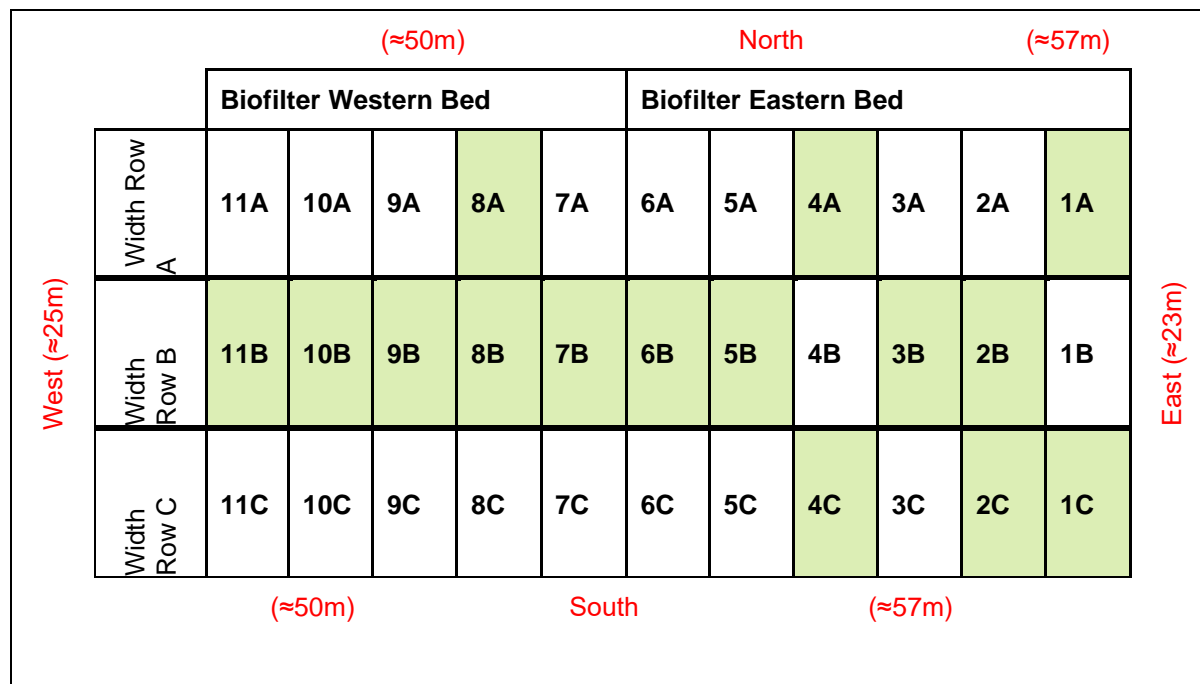 (≈50m) North (≈57m)
Biofilter Western Bed Biofilter Eastern Bed
Width Row
A
11A 10A 9A 8A 7A 6A 5A 4A 3A 2A 1A
West (≈25m)
Width
Row B
11B 10B 9B 8B 7B 6B 5B 4B 3B 2B 1B
East (≈23m)
Width
Row C
11C 10C 9C 8C 7C 6C 5C 4C 3C 2C 1C
(≈50m) South (≈57m)